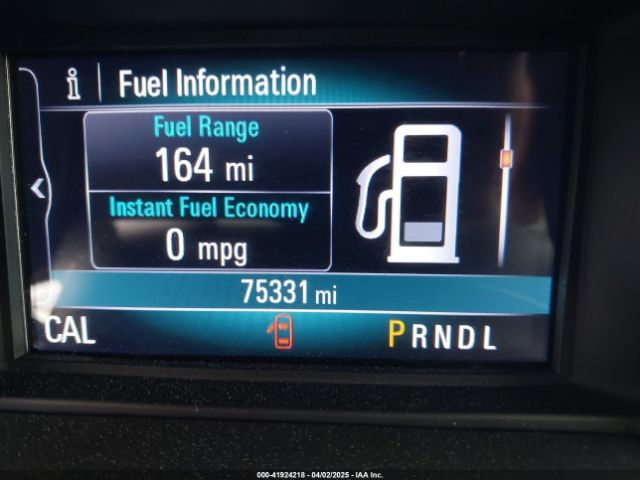 i Fuel Information
Fuel Range
164 mi
Instant Fuel Economy
0 mpg
75331 mi
CAL
PRNDL
000-41924218 - 04/02/2025 - IAA Inc.